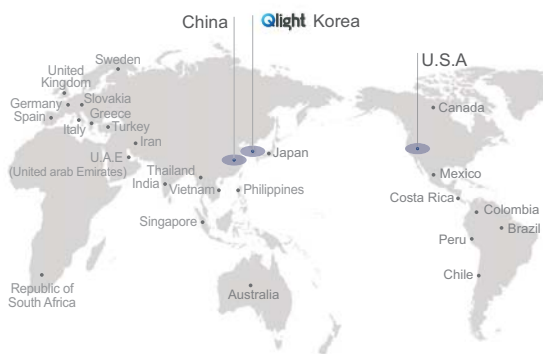 China
Qlight Korea
U.S.A
Sweden
United
Kingdom
Germany
Slovakia
Spain
Greece
Italy
Turkey
Iran
U.A.E
(United arab Emirates)
Thailand
India
Vietnam
Philippines
Japan
Singapore
Republic of
South Africa
Australia
Canada
Mexico
Costa Rica
Colombia
Brazil
Peru
Chile